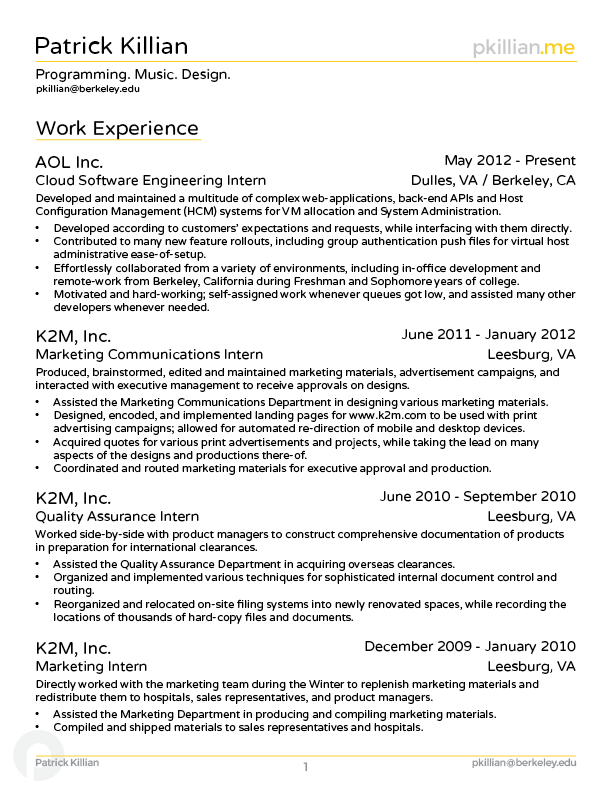 Patrick Killian
pkillian.me
Programming. Music. Design.
pkillian@berkeley.edu
Work Experience
AOL Inc.
May 2012 - Present
Cloud Software Engineering Intern
Dulles, VA / Berkeley, CA
Developed and maintained a multitude of complex web-applications, back-end APIs and Host
Configuration Management (HCM) systems for VM allocation and System Administration.
• Developed according to customers' expectations and requests, while interfacing with them directly.
• Contributed to many new feature rollouts, including group authentication push files for virtual host
administrative ease-of-setup.
• Effortlessly collaborated from a variety of environments, including in-office development and
remote-work from Berkeley, California during Freshman and Sophomore years of college.
• Motivated and hard-working; self-assigned work whenever queues got low, and assisted many other
developers whenever needed.
K2M, Inc.
June 2011 - January 2012
Marketing Communications Intern
Leesburg, VA
Produced, brainstormed, edited and maintained marketing materials, advertisement campaigns, and
interacted with executive management to receive approvals on designs.
• Assisted the Marketing Communications Department in designing various marketing materials.
• Designed, encoded, and implemented landing pages for www.k2m.com to be used with print
advertising campaigns; allowed for automated re-direction of mobile and desktop devices.
• Acquired quotes for various print advertisements and projects, while taking the lead on many
aspects of the designs and productions there-of.
• Coordinated and routed marketing materials for executive approval and production.
K2M, Inc.
June 2010 - September 2010
Quality Assurance Intern
Leesburg, VA
Worked side-by-side with product managers to construct comprehensive documentation of products
in preparation for international clearances.
• Assisted the Quality Assurance Department in acquiring overseas clearances.
• Organized and implemented various techniques for sophisticated internal document control and
routing.
• Reorganized and relocated on-site filing systems into newly renovated spaces, while recording the
locations of thousands of hard-copy files and documents.
K2M, Inc.
December 2009 - January 2010
Marketing Intern
Leesburg, VA
Directly worked with the marketing team during the Winter to replenish marketing materials and
redistribute them to hospitals, sales representatives, and product managers.
• Assisted the Marketing Department in producing and compiling marketing materials.
• Compiled and shipped materials to sales representatives and hospitals.
Patrick Killian
1
pkillian@berkeley.edu